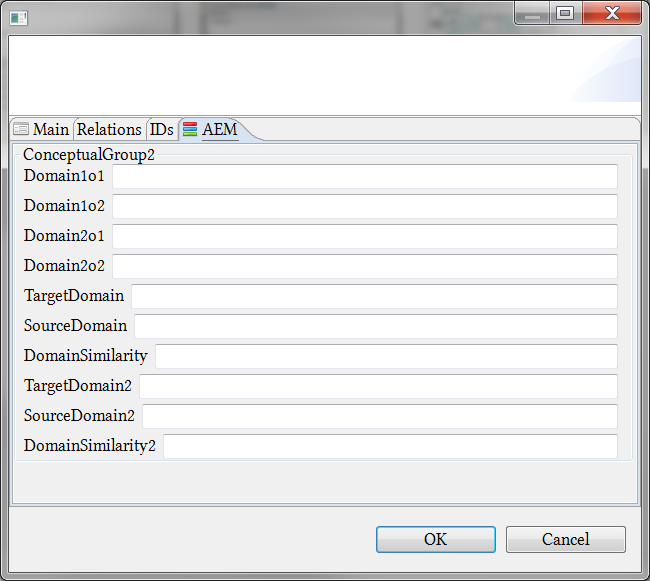 Main Relations IDs AEM
ConceptualGroup2
Domain1o1
Domain1o2
Domain2o1
Domain2o2
TargetDomain
SourceDomain
DomainSimilarity
TargetDomain2
SourceDomain2
DomainSimilarity2
OK Cancel